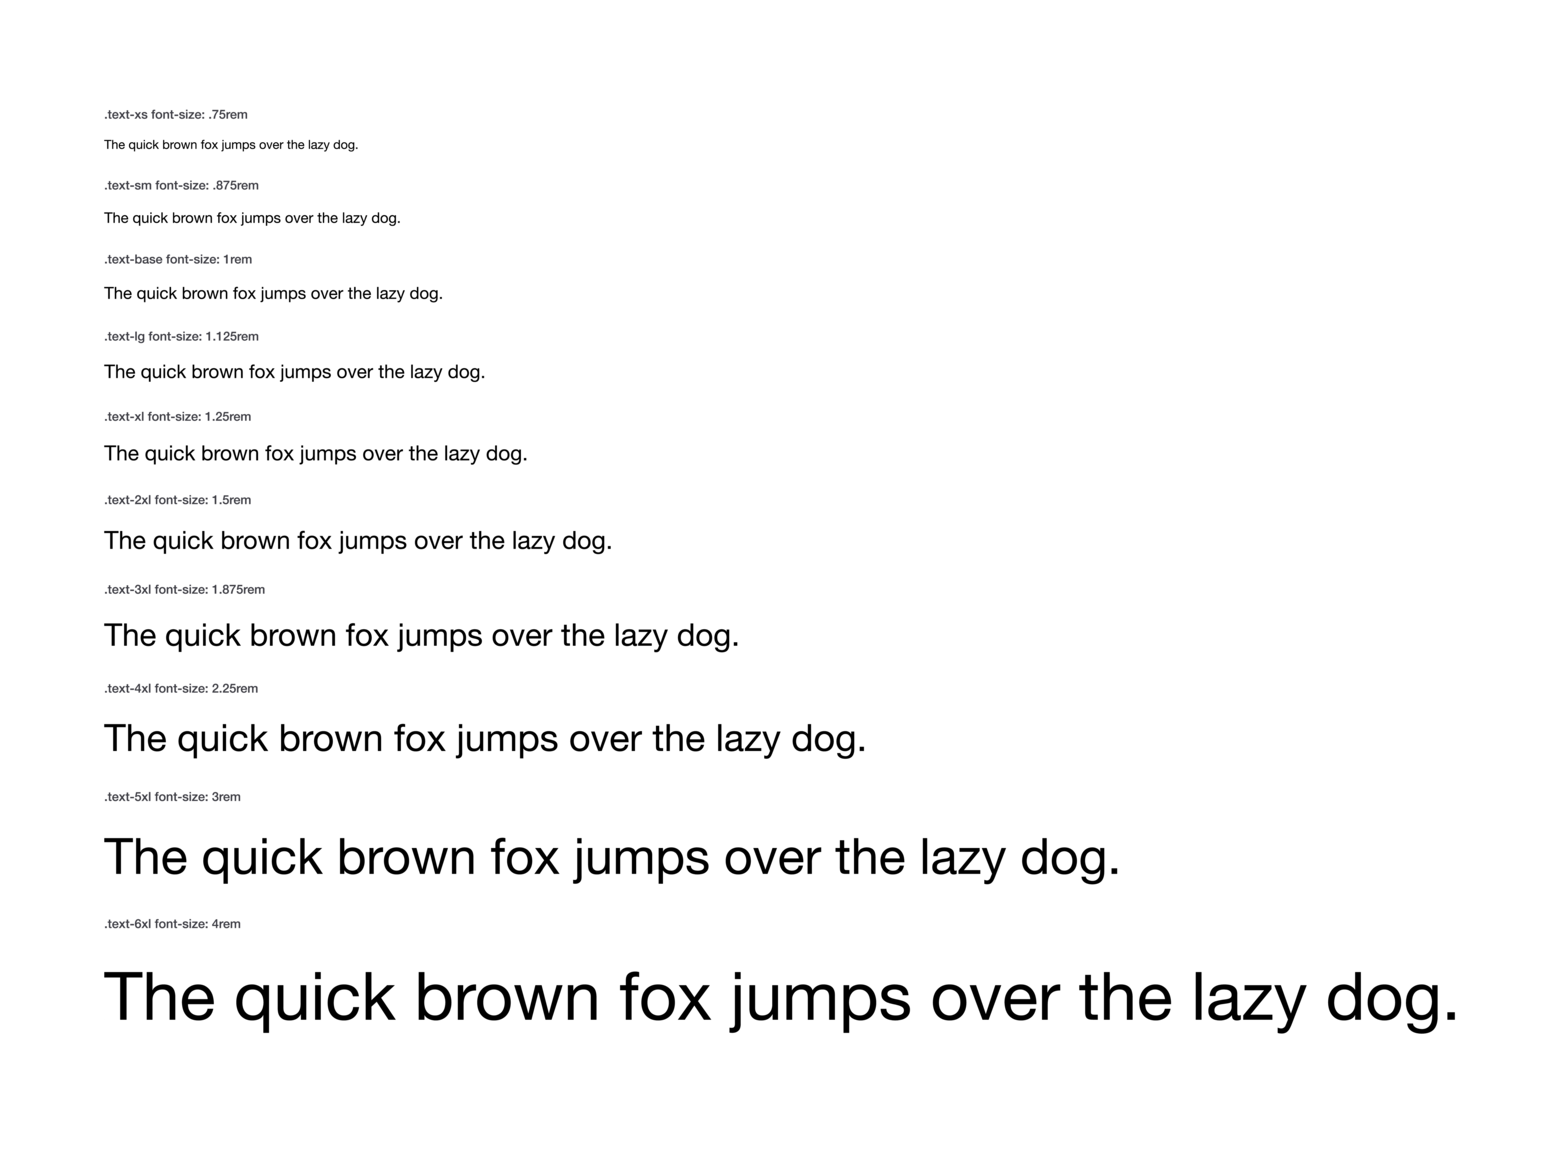 .text-xs font-size: .75rem
The quick brown fox jumps over the lazy dog.
.text-sm font-size: .875rem
The quick brown fox jumps over the lazy dog.
.text-base font-size: 1rem
The quick brown fox jumps over the lazy dog.
.text-lg font-size: 1.125rem
The quick brown fox jumps over the lazy dog.
.text-xl font-size: 1.25rem
The quick brown fox jumps over the lazy dog.
.text-2xl font-size: 1.5rem
The quick brown fox jumps over the lazy dog.
.text-3xl font-size: 1.875rem
The quick brown fox jumps over the lazy dog.
.text-4xl font-size: 2.25rem
The quick brown fox jumps over the lazy dog.
.text-5xl font-size: 3rem
The quick brown fox jumps over the lazy dog.
.text-6xl font-size: 4rem
The quick brown fox jumps over the lazy dog.